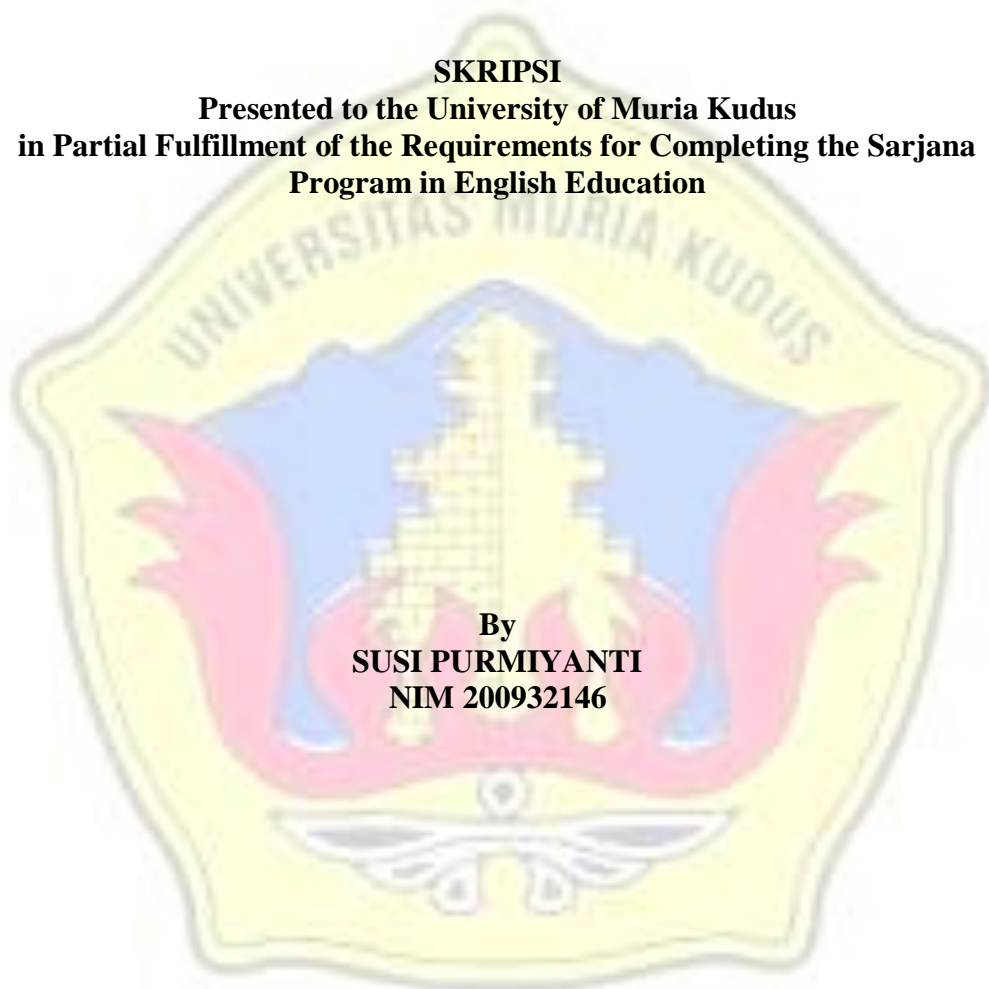 SKRIPSI
Presented to the University of Muria Kudus
in Partial Fulfillment of the Requirements for Completing the Sarjana
Program in English Education
UNIVERSITAS MURIA KUDUS
By
SUSI PURMIYANTI
NIM 200932146